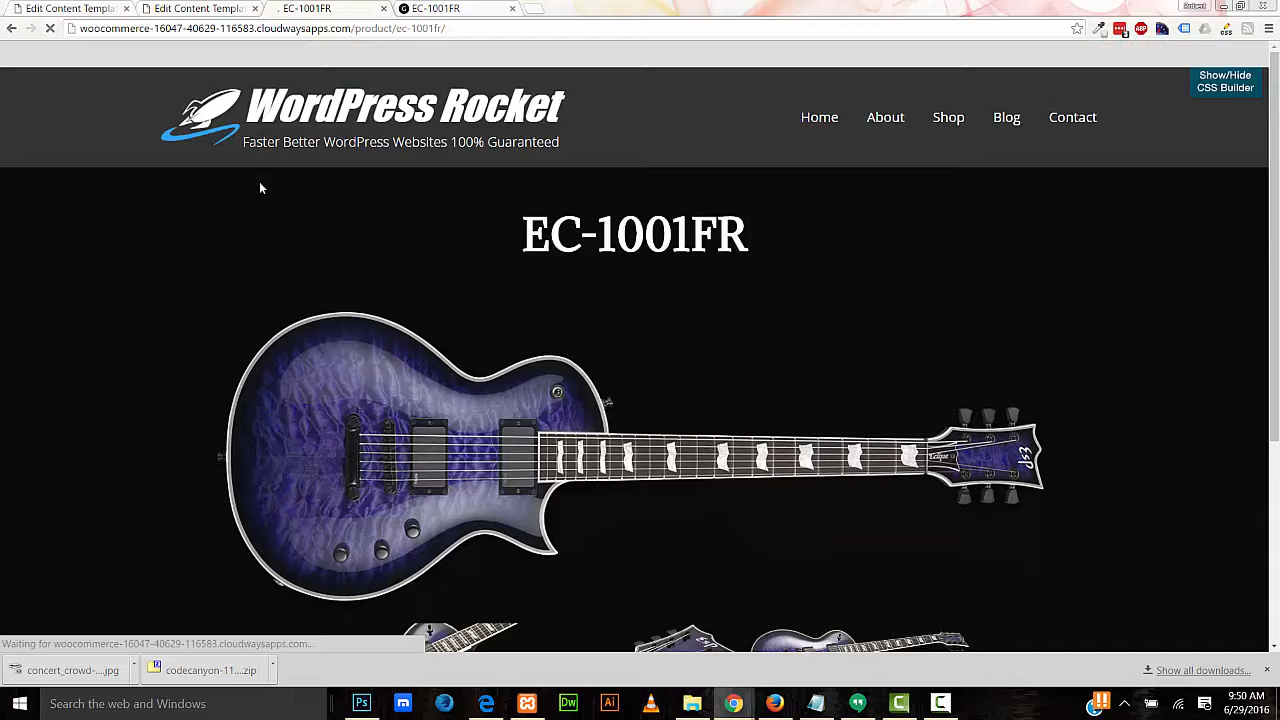 Edit Content Templa
Edit Content Templa
EC-1001FR
EC-1001FR
Robert
woocommerce-16047-40629-116583.cloudwaysapps.com/product/ec-1001fr/
WordPress Rocket
Faster Better WordPress Websites 100% Guaranteed
Home
About
Shop
Blog
Contact
Show/Hide
CSS Builder
EC-1001FR
Eclipse
ESP
Waiting for woocommerce-16047-40629-116583.cloudwaysapps.com...
concert_crowd-....jpg
codecanyon-11....zip
Show all downloads...
Search the web and Windows
9:50 AM
6/29/2016